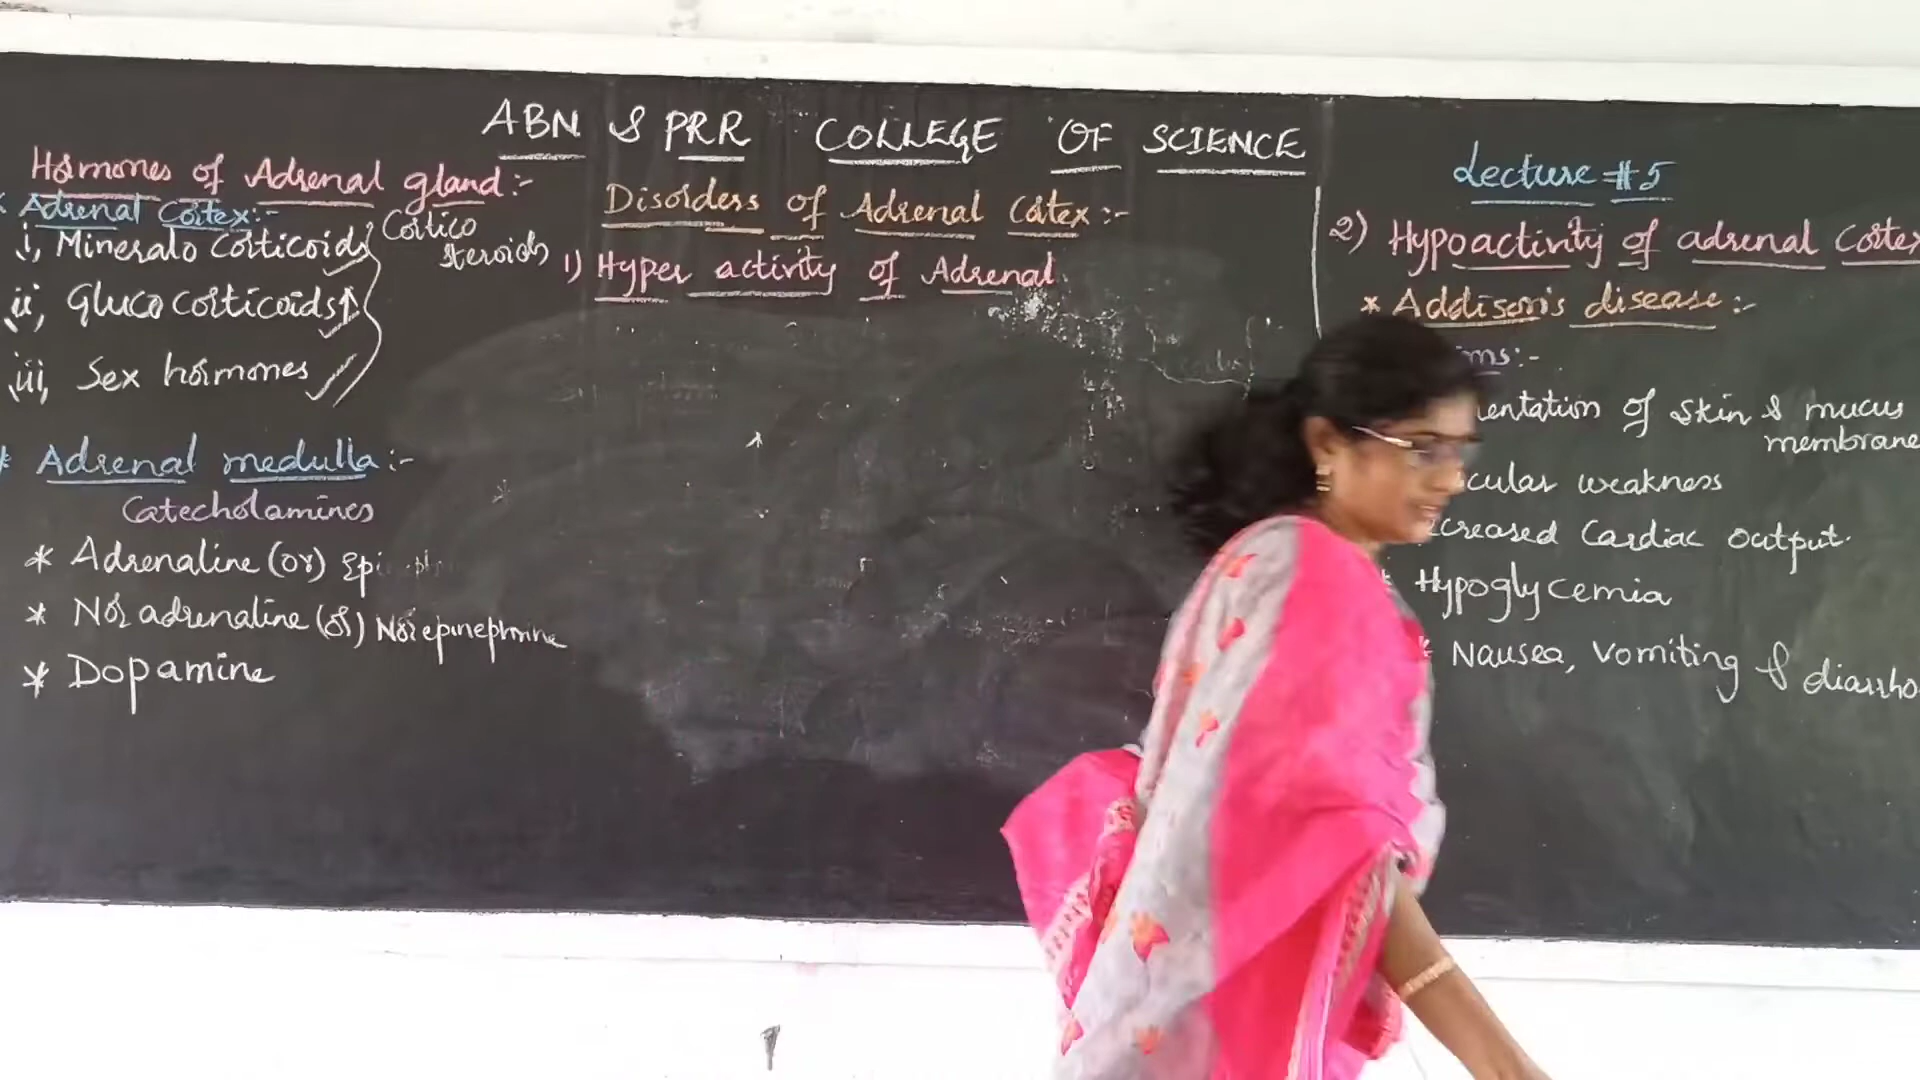 ABN & PRR COLLEGE OF SCIENCE
Hormones of Adrenal gland:-
Adrenal Cortex:-
i, Mineralo Corticoids
Cortico steroids
ii, Gluco corticoids↑
iii, Sex hormones
* Adrenal medulla:-
Catecholamines
* Adrenaline (or) Epi
* Nor adrenaline (or) Norepinephrine
* Dopamine
Disorders of Adrenal Cortex:-
1) Hyper activity of Adrenal
Lecture #5
2) Hypoactivity of adrenal Corte
* Addison's disease:-
ms:-
entation of skin & mucus
membrane
cular weakness
creased Cardiac output.
* Hypoglycemia
* Nausea, Vomiting & diarrho